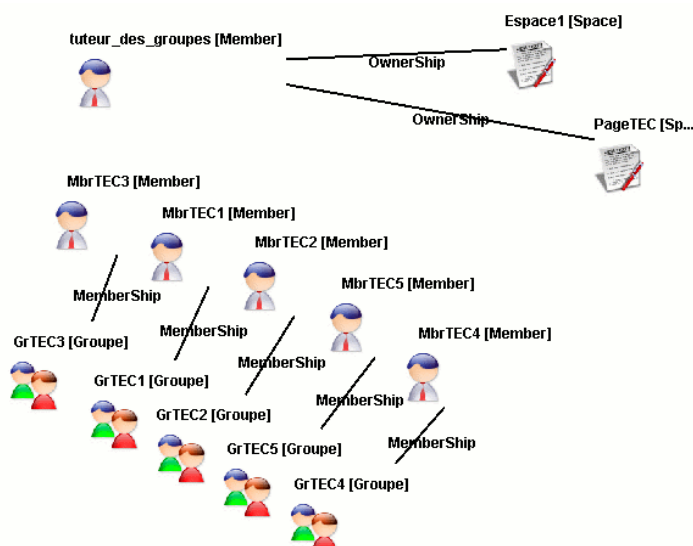 Espace1 [Space]
tuteur_des_groupes [Member]
OwnerShip
OwnerShip
PageTEC [Sp...
MbrTEC3 [Member]
MbrTEC1 [Member]
MbrTEC2 [Member]
MbrTEC5 [Member]
MemberShip
MbrTEC4 [Member]
MemberShip
GrTEC3 [Groupe]
MemberShip
GrTEC1 [Groupe]
MemberShip
GrTEC2 [Groupe]
MemberShip
GrTEC5 [Groupe]
GrTEC4 [Groupe]